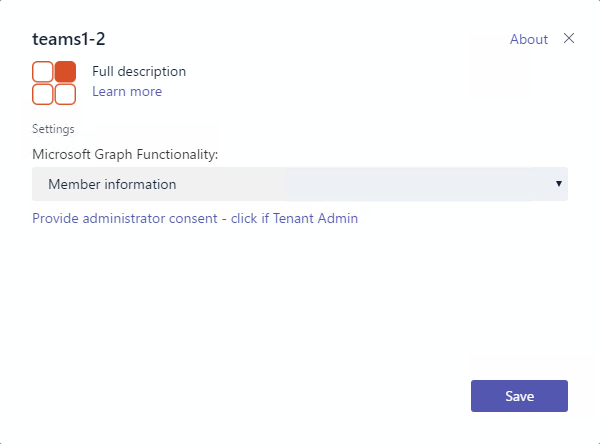 teams1-2
About
Full description
Learn more
Settings
Microsoft Graph Functionality:
Member information
Provide administrator consent - click if Tenant Admin
Save